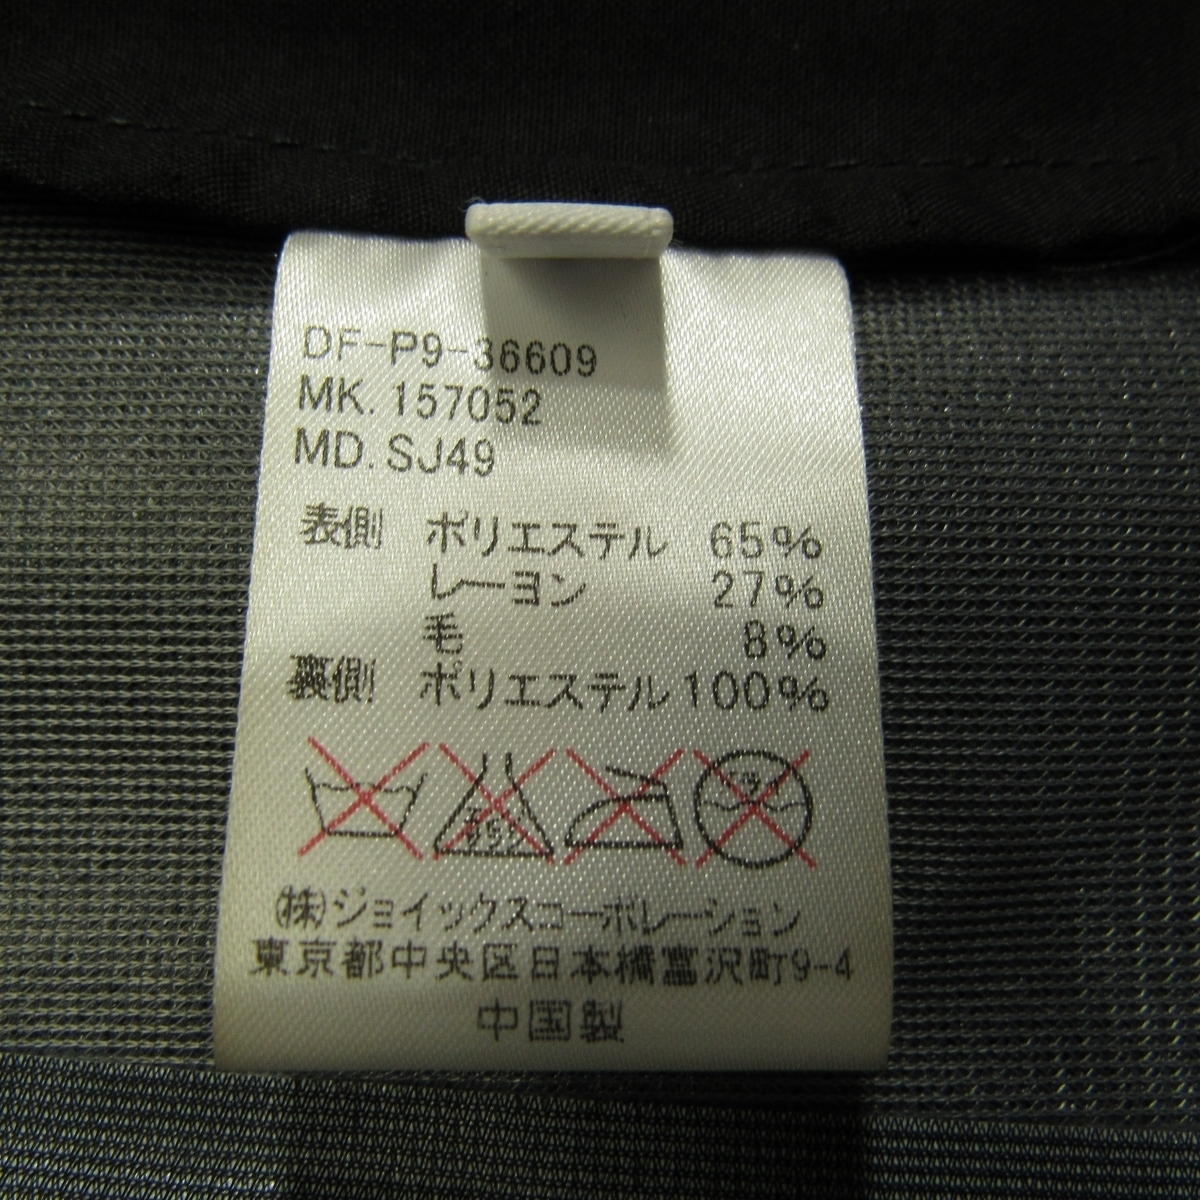 DF-P9-36609
MK. 157052
MD. SJ49
表側 ポリエステル 65%
レーヨン 27%
毛 8%
裏側 ポリエステル 100%
(株)ジョイックスコーポレーション
東京都中央区日本橋富沢町9-4
中国製